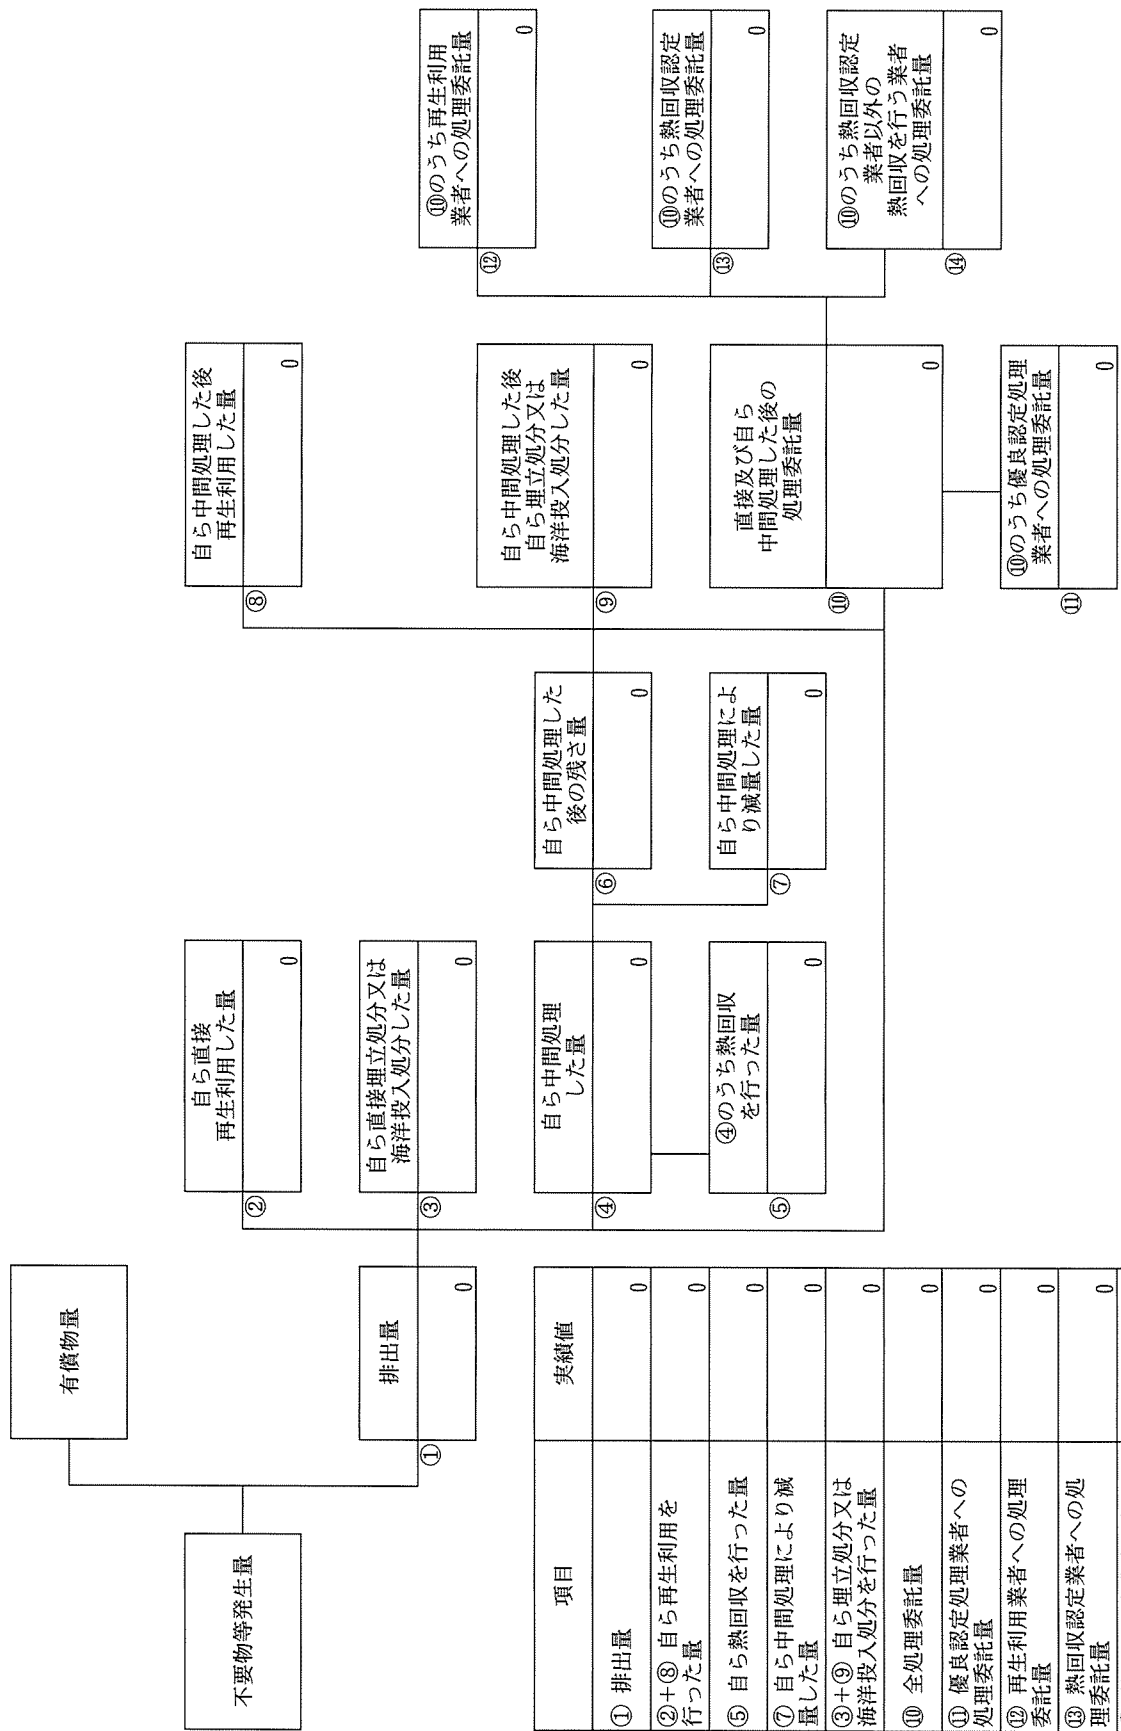 不要物等発生量
有償物量
排出量
①
0
自ら直接
再生利用した量
②
0
自ら直接埋立処分又は
海洋投入処分した量
③
0
自ら中間処理
した量
④
0
④のうち熱回収
を行った量
⑤
0
自ら中間処理した
後の残さ量
⑥
0
自ら中間処理によ
り減量した量
⑦
0
自ら中間処理した後
再生利用した量
⑧
0
自ら中間処理した後
自ら埋立処分又は
海洋投入処分した量
⑨
0
直接及び自ら
中間処理した後の
処理委託量
⑩
0
⑩のうち優良認定処理
業者への処理委託量
⑪
0
⑩のうち再生利用
業者への処理委託量
⑫
0
⑩のうち熱回収認定
業者への処理委託量
⑬
0
⑩のうち熱回収認定
業者以外の
熱回収を行う業者
への処理委託量
⑭
0
項目 実績値
① 排出量 0
②+⑧ 自ら再生利用を
行った量 0
⑤ 自ら熱回収を行った量 0
⑦ 自ら中間処理により減
量した量 0
③+⑨ 自ら埋立処分又は
海洋投入処分を行った量 0
⑩ 全処理委託量 0
⑪ 優良認定処理業者への
処理委託量 0
⑫ 再生利用業者への処理
委託量 0
⑬ 熱回収認定業者への処
理委託量 0